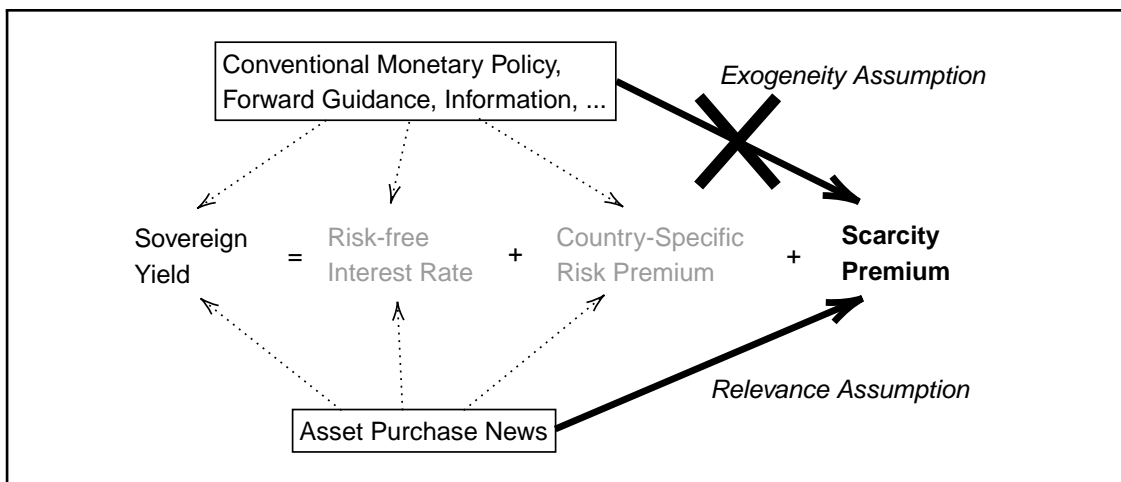 Conventional Monetary Policy,
Forward Guidance, Information, ...
Exogeneity Assumption
Sovereign
Yield
=
Risk-free
Interest Rate
+
Country-Specific
Risk Premium
+
Scarcity
Premium
Relevance Assumption
Asset Purchase News